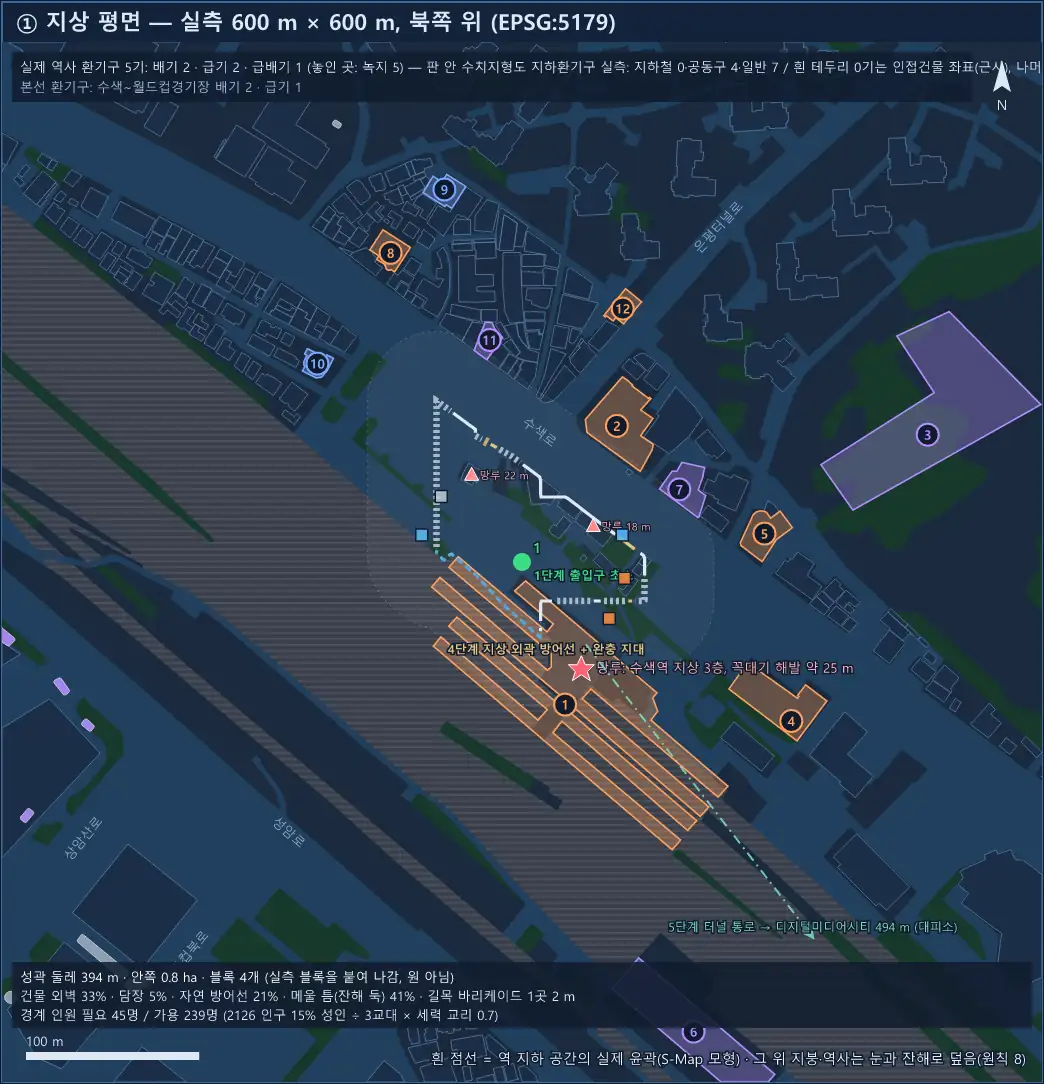 ① 지상 평면 — 실측 600 m × 600 m, 북쪽 위 (EPSG:5179)
실제 역사 환기구 5기: 배기 2 · 급기 2 · 급배기 1 (놓인 곳: 녹지 5) — 판 안 수치지형도 지하환기구 실측: 지하철 0·공동구 4·일반 7 / 흰 테두리 0기는 인접건물 좌표(근사), 나머
본선 환기구: 수색~월드컵경기장 배기 2 · 급기 1
N
9
은평터널로
8
12
11
10
수색로
2
3
망루 22 m
7
망루 18 m
5
1
1단계 출입구
4단계 지상 외곽 방어선 + 완충 지대
망루: 수색역 지상 3층, 꼭대기 해발 약 25 m
1
4
상암산로
성암로
5단계 터널 통로 → 디지털미디어시티 494 m (대피소)
컵북로
성곽 둘레 394 m · 안쪽 0.8 ha · 블록 4개 (실측 블록을 붙여 나감, 원 아님)
건물 외벽 33% · 담장 5% · 자연 방어선 21% · 메울 틈(잔해 둑) 41% · 길목 바리케이드 1곳 2 m
경계 인원 필요 45명 / 가용 239명 (2126 인구 15% 성인 ÷ 3교대 × 세력 교리 0.7)
6
100 m
흰 점선 = 역 지하 공간의 실제 윤곽(S-Map 모형) · 그 위 지붕·역사는 눈과 잔해로 덮음(원칙 8)